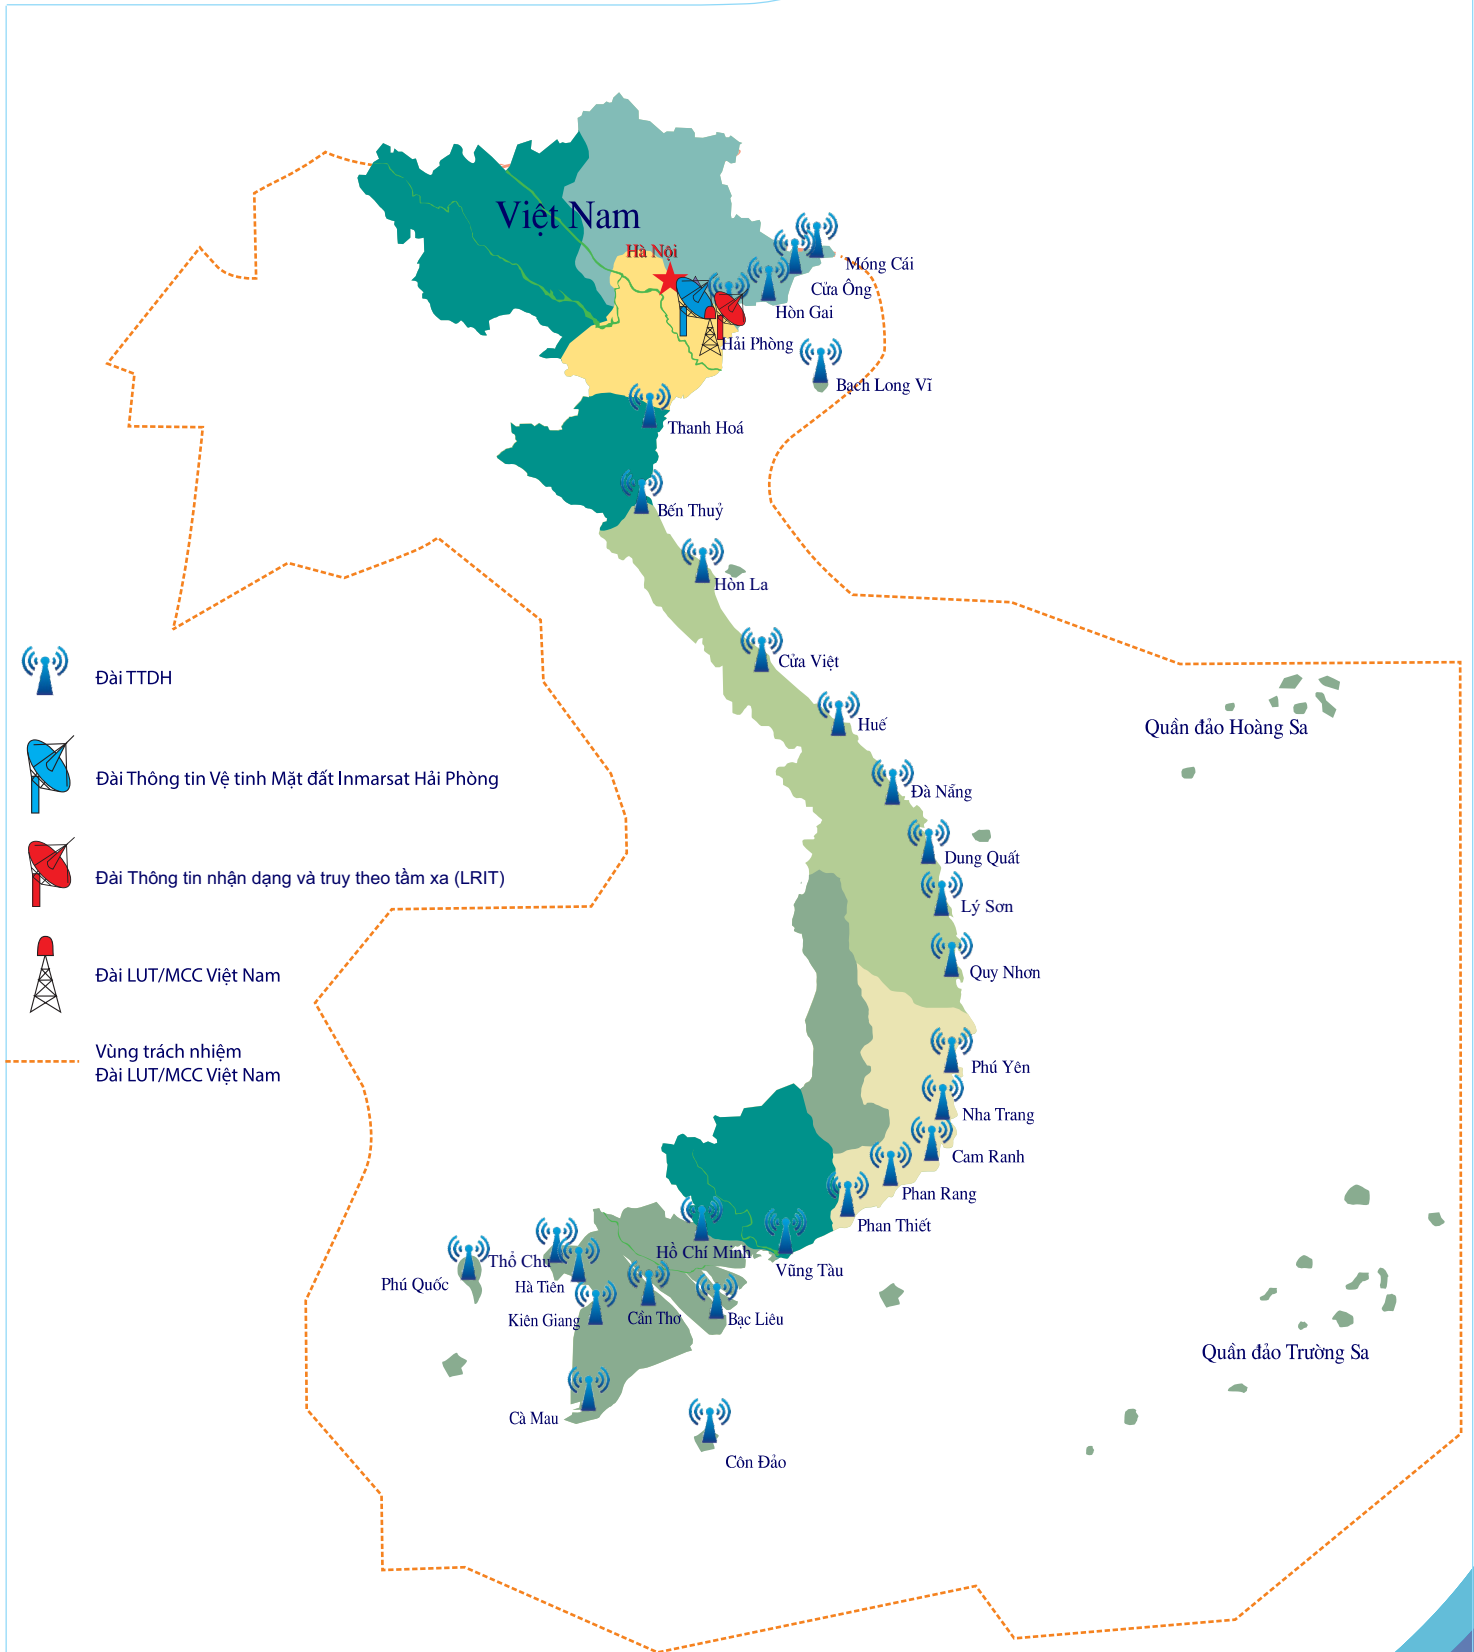 Việt Nam
Hà Nội
Móng Cái
Cửa Ông
Hòn Gai
Hải Phòng
Bạch Long Vĩ
Thanh Hoá
Bến Thuỷ
Hòn La
Cửa Việt
Đài TTDH
Huế
Quần đảo Hoàng Sa
Đài Thông tin Vệ tinh Mặt đất Inmarsat Hải Phòng
Đà Nẵng
Dung Quất
Đài Thông tin nhận dạng và truy theo tầm xa (LRIT)
Lý Sơn
Đài LUT/MCC Việt Nam
Quy Nhơn
Vùng trách nhiệm
Đài LUT/MCC Việt Nam
Phú Yên
Nha Trang
Cam Ranh
Phan Rang
Phan Thiết
Hồ Chí Minh
Thổ Chu
Vũng Tàu
Phú Quốc
Hà Tiên
Kiên Giang
Cần Thơ
Bạc Liêu
Quần đảo Trường Sa
Cà Mau
Côn Đảo